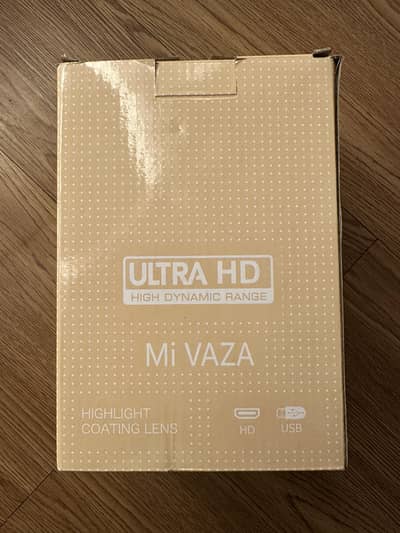 ULTRA HD
HIGH DYNAMIC RANGE
Mi VAZA
HIGHLIGHT
COATING LENS
HD USB